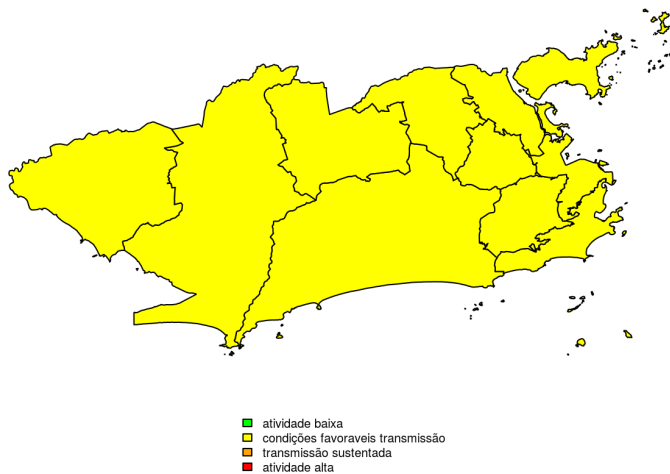 atividade baixa
condições favoraveis transmissão
transmissão sustentada
atividade alta